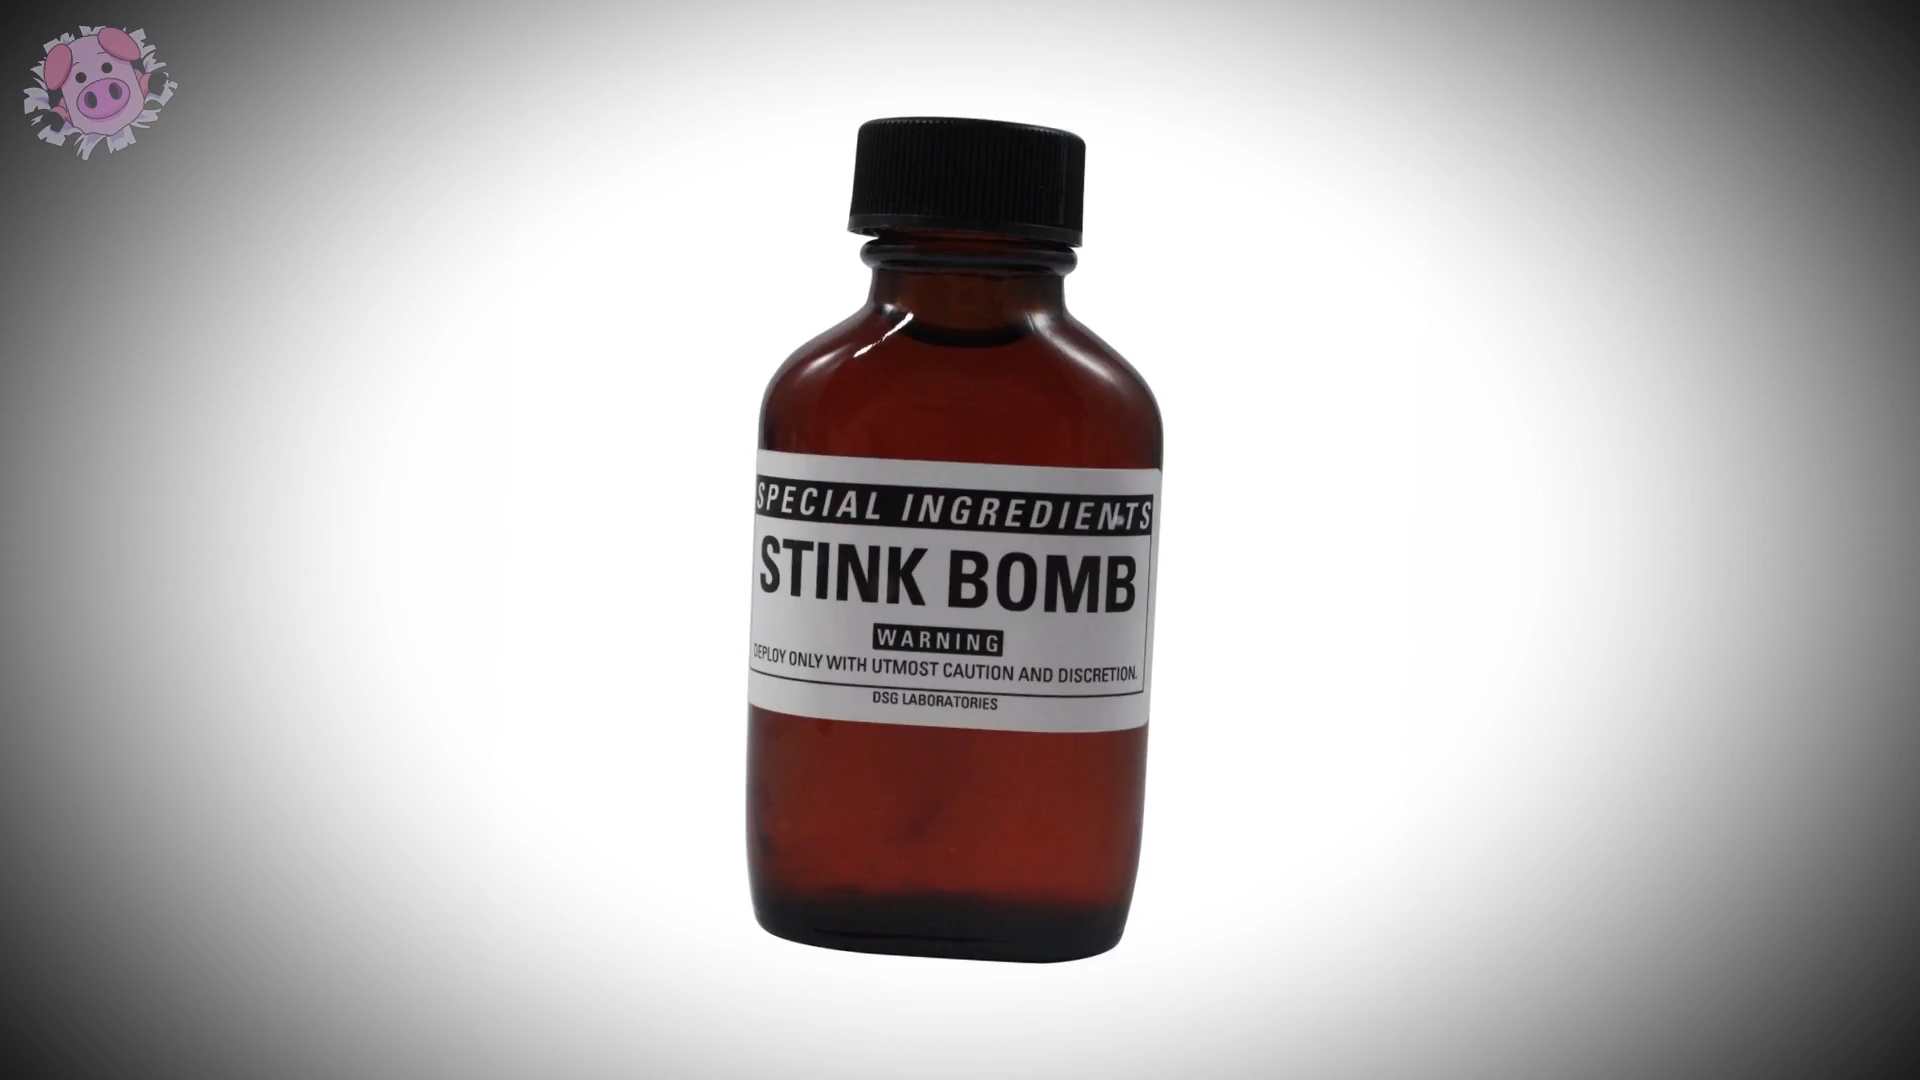 SPECIAL INGREDIENTS
STINK BOMB
WARNING
DEPLOY ONLY WITH UTMOST CAUTION AND DISCRETION.
DSG LABORATORIES